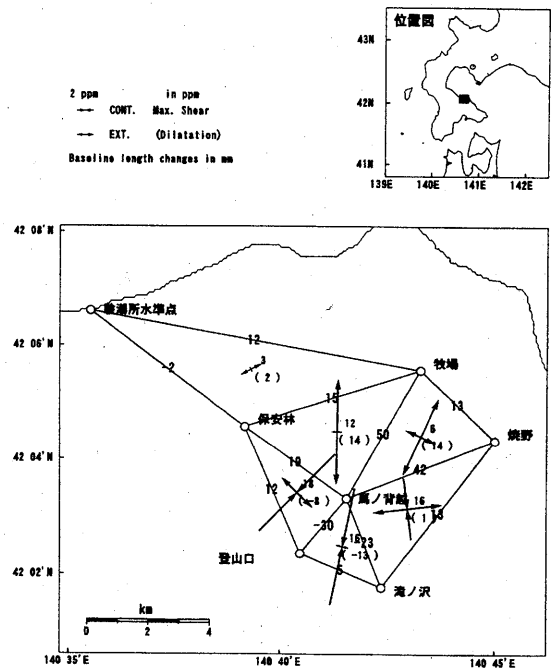 位置図
43N
42N
41N
139E 140E 141E 142E
2 ppm in ppm
CONT. Max. Shear
EXT. (Dilatation)
Baseline length changes in mm
42 08'N
42 06'N
42 04'N
42 02'N
験潮所水準点
12
牧場
-2
3
( 2 )
15
13
保安林
12
( 14 )
50
6
( 14 )
焼野
19
42
12
18
( -8 )
鷹ノ背越
16
( 1 )
-30
16
( -13 )
23
登山口
5
滝ノ沢
km
0 2 4
140 35'E 140 40'E 140 45'E